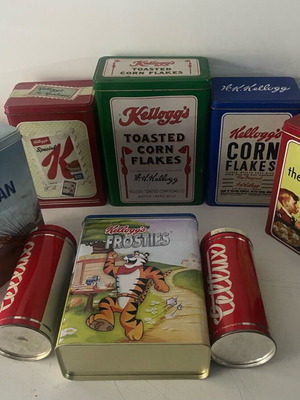 TOASTED
CORN FLAKES
Kellogg's
TOASTED
CORN
FLAKES
W.K. Kellogg
Kellogg's
Special
K
W.K. Kellogg
Kellogg's
CORN
FLAKES
W.K. Kellogg
AN
the
Kellogg's
FROSTIES
Kellogg's
Kellogg's